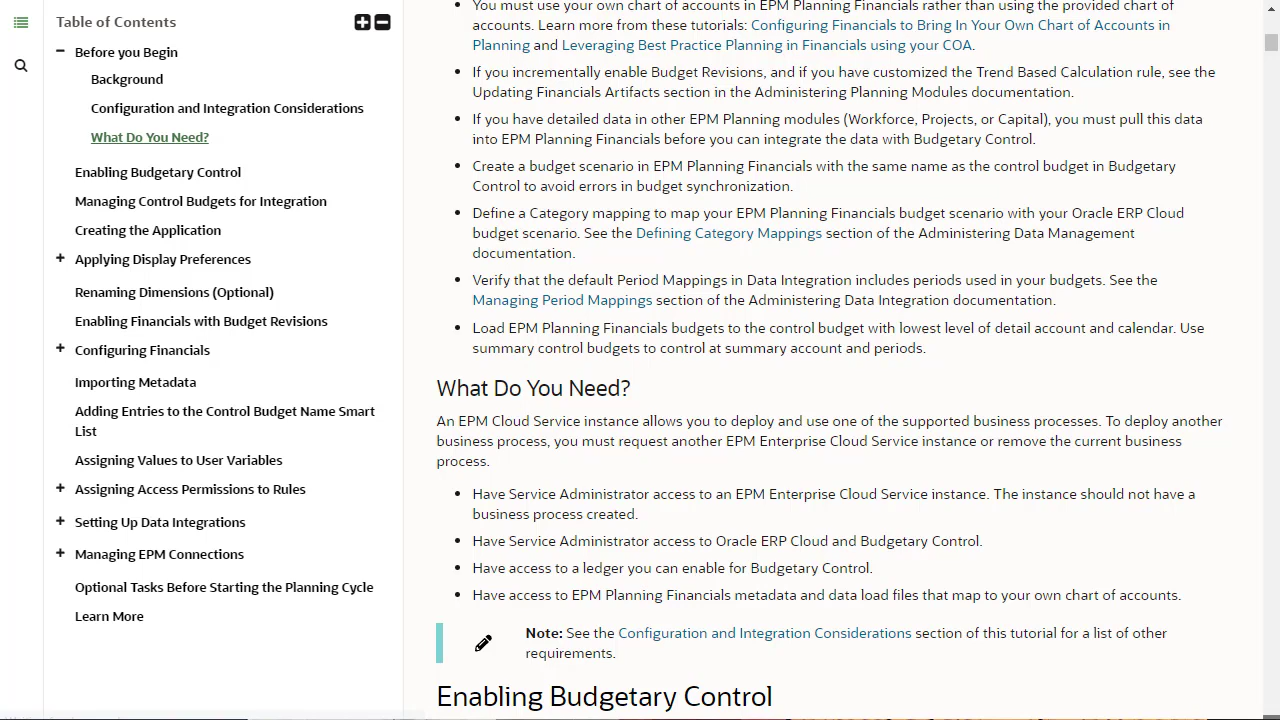 Table of Contents
Before you Begin
Background
Configuration and Integration Considerations
What Do You Need?
Enabling Budgetary Control
Managing Control Budgets for Integration
Creating the Application
Applying Display Preferences
Renaming Dimensions (Optional)
Enabling Financials with Budget Revisions
Configuring Financials
Importing Metadata
Adding Entries to the Control Budget Name Smart
List
Assigning Values to User Variables
Assigning Access Permissions to Rules
Setting Up Data Integrations
Managing EPM Connections
Optional Tasks Before Starting the Planning Cycle
Learn More
You must use your own chart of accounts in EPM Planning Financials rather than using the provided chart of
accounts. Learn more from these tutorials: Configuring Financials to Bring In Your Own Chart of Accounts in
Planning and Leveraging Best Practice Planning in Financials using your COA.
If you incrementally enable Budget Revisions, and if you have customized the Trend Based Calculation rule, see the
Updating Financials Artifacts section in the Administering Planning Modules documentation.
If you have detailed data in other EPM Planning modules (Workforce, Projects, or Capital), you must pull this data
into EPM Planning Financials before you can integrate the data with Budgetary Control.
Create a budget scenario in EPM Planning Financials with the same name as the control budget in Budgetary
Control to avoid errors in budget synchronization.
Define a Category mapping to map your EPM Planning Financials budget scenario with your Oracle ERP Cloud
budget scenario. See the Defining Category Mappings section of the Administering Data Management
documentation.
Verify that the default Period Mappings in Data Integration includes periods used in your budgets. See the
Managing Period Mappings section of the Administering Data Integration documentation.
Load EPM Planning Financials budgets to the control budget with lowest level of detail account and calendar. Use
summary control budgets to control at summary account and periods.
What Do You Need?
An EPM Cloud Service instance allows you to deploy and use one of the supported business processes. To deploy another
business process, you must request another EPM Enterprise Cloud Service instance or remove the current business
process.
Have Service Administrator access to an EPM Enterprise Cloud Service instance. The instance should not have a
business process created.
Have Service Administrator access to Oracle ERP Cloud and Budgetary Control.
Have access to a ledger you can enable for Budgetary Control.
Have access to EPM Planning Financials metadata and data load files that map to your own chart of accounts.
Note: See the Configuration and Integration Considerations section of this tutorial for a list of other
requirements.
Enabling Budgetary Control